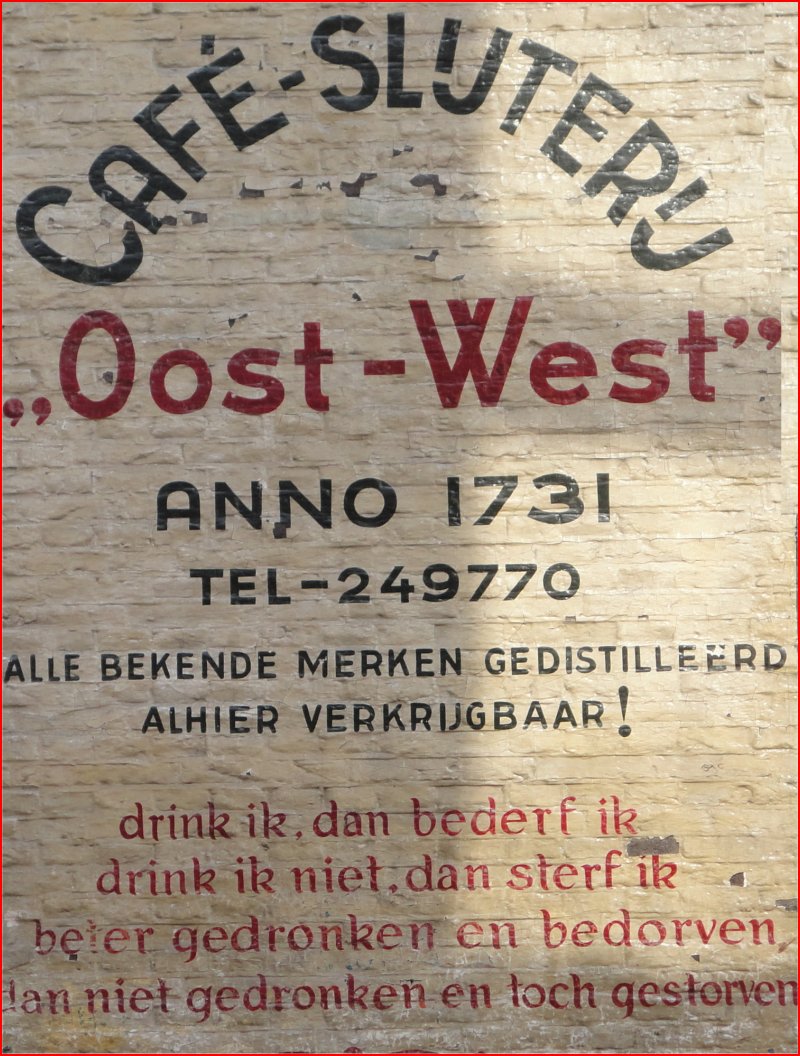 CAFÉ-SLIJTERIJ
„Oost-West”
ANNO 1731
TEL-249770
ALLE BEKENDE MERKEN GEDISTILLEERD
ALHIER VERKRIJGBAAR!
drink ik, dan bederf ik
drink ik niet, dan sterf ik
beter gedronken en bedorven,
dan niet gedronken en toch gestorven